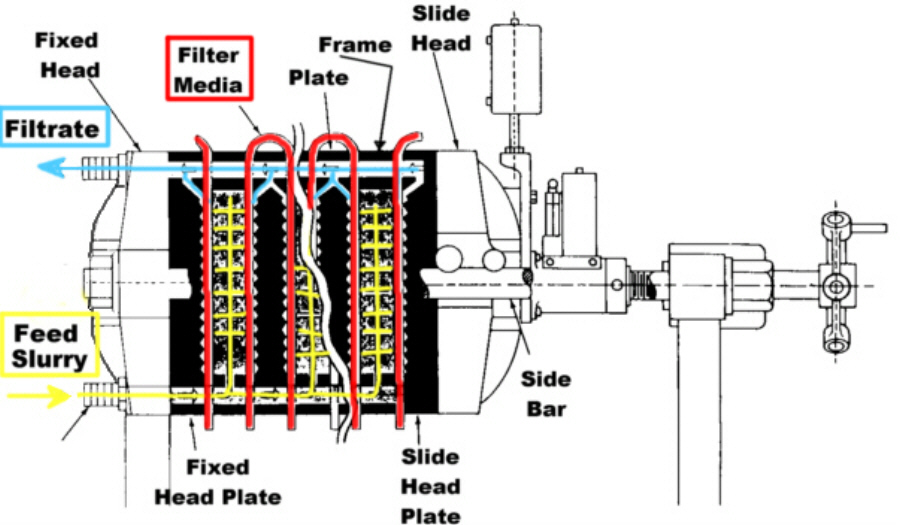 Slide
Head
Fixed
Head
Filter
Media
Frame
Plate
Filtrate
Feed
Slurry
Side
Bar
Fixed
Head Plate
Slide
Head
Plate